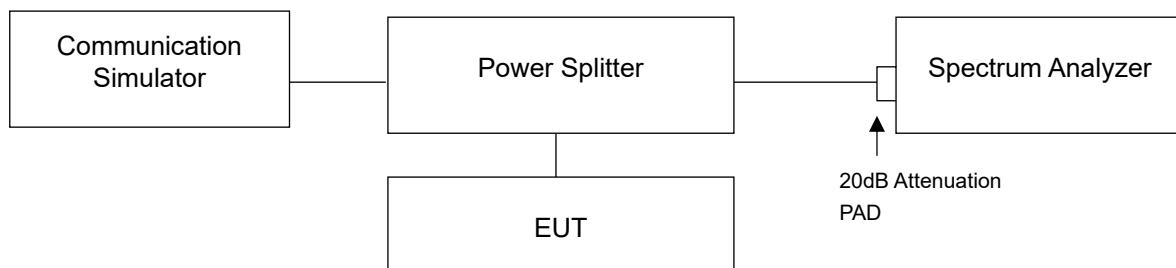 Communication
Simulator
Power Splitter
Spectrum Analyzer
20dB Attenuation
PAD
EUT